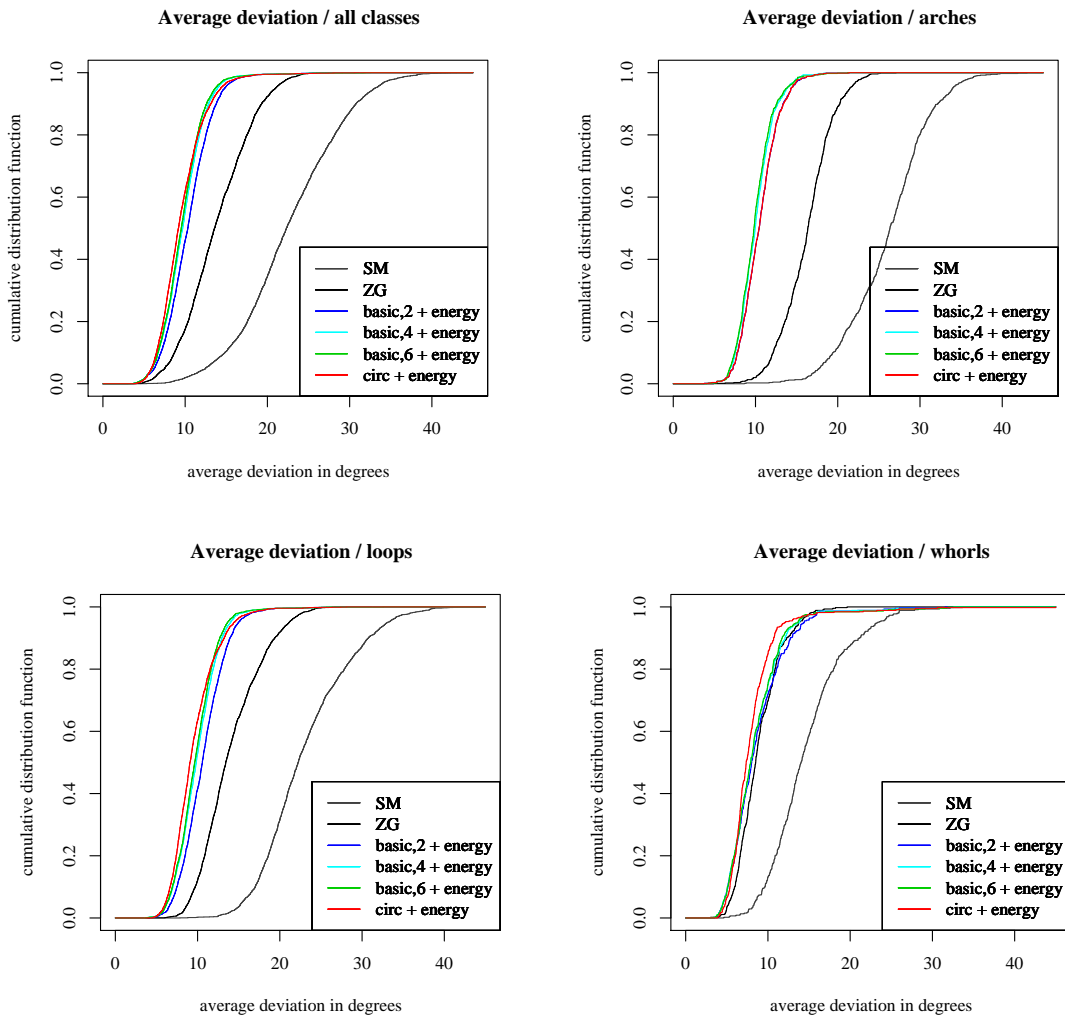 Average deviation / all classes
cumulative distribution function
0.0 0.2 0.4 0.6 0.8 1.0
SM
ZG
basic,2 + energy
basic,4 + energy
basic,6 + energy
circ + energy
0 10 20 30 40
average deviation in degrees
Average deviation / arches
cumulative distribution function
0.0 0.2 0.4 0.6 0.8 1.0
SM
ZG
basic,2 + energy
basic,4 + energy
basic,6 + energy
circ + energy
0 10 20 30 40
average deviation in degrees
Average deviation / loops
cumulative distribution function
0.0 0.2 0.4 0.6 0.8 1.0
SM
ZG
basic,2 + energy
basic,4 + energy
basic,6 + energy
circ + energy
0 10 20 30 40
average deviation in degrees
Average deviation / whorls
cumulative distribution function
0.0 0.2 0.4 0.6 0.8 1.0
SM
ZG
basic,2 + energy
basic,4 + energy
basic,6 + energy
circ + energy
0 10 20 30 40
average deviation in degrees